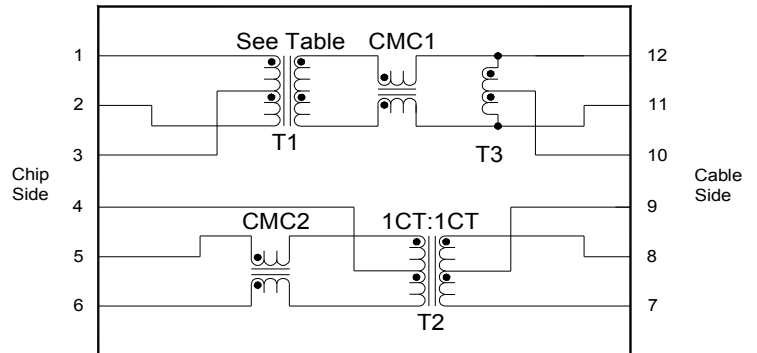 See Table CMC1
1 12
2 11
T1
T3
3 10
Chip
Side
Cable
Side
4 9
CMC2 1CT:1CT
5 8
6 7
T2